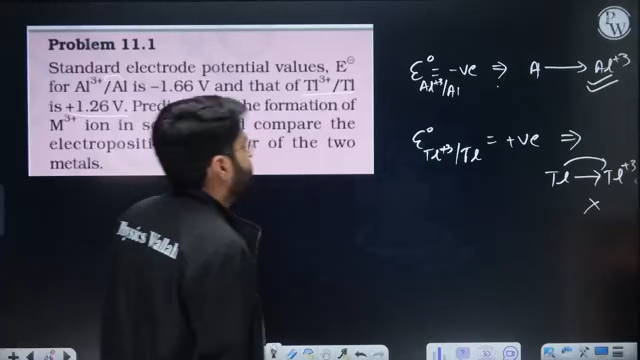 Problem 11.1
Standard electrode potential values, E⊖
for Al³⁺/Al is –1.66 V and that of Tl³⁺/Tl
is +1.26 V. the formation of
M³⁺ ion in compare the
of the two
metals.
E° Al⁺³/Al = -ve ⇒ Al → Al⁺³
E° Tl⁺³/Tl = +ve ⇒
Tl → Tl⁺³
×
Physics Wallah
PW